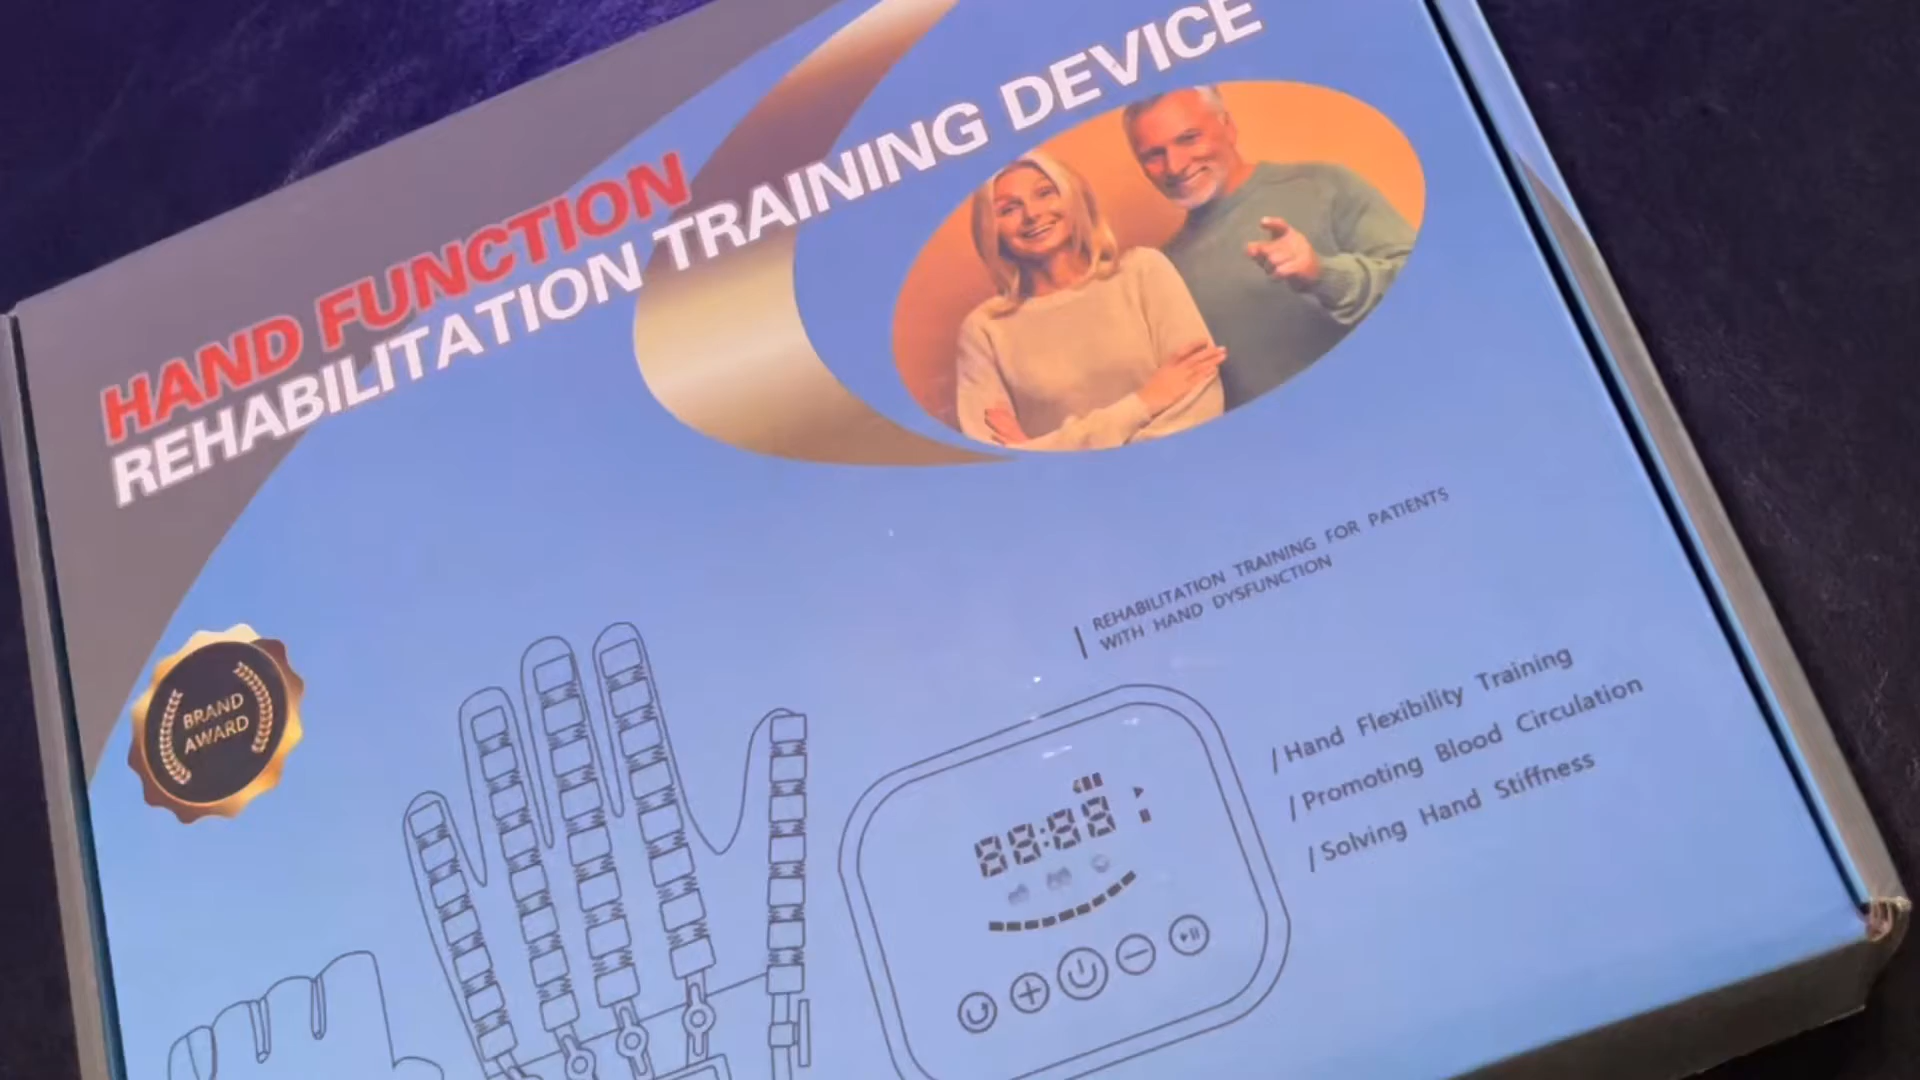 HAND FUNCTION
REHABILITATION TRAINING DEVICE
REHABILITATION TRAINING FOR PATIENTS
WITH HAND DYSFUNCTION
/Hand Flexibility Training
/Promoting Blood Circulation
/Solving Hand Stiffness
BRAND
AWARD
88:88